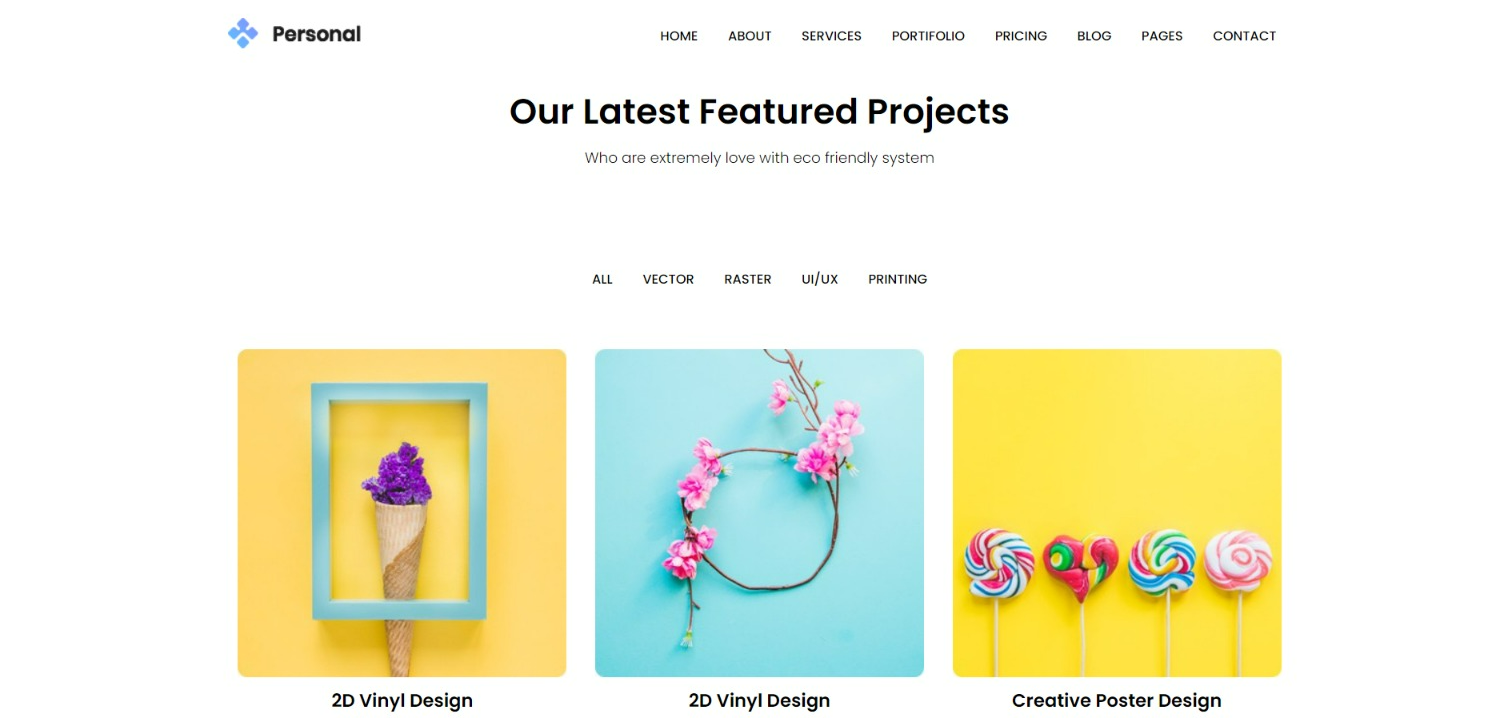 Personal
HOME ABOUT SERVICES PORTIFOLIO PRICING BLOG PAGES CONTACT
Our Latest Featured Projects
Who are extremely love with eco friendly system
ALL VECTOR RASTER UI/UX PRINTING
2D Vinyl Design
2D Vinyl Design
Creative Poster Design